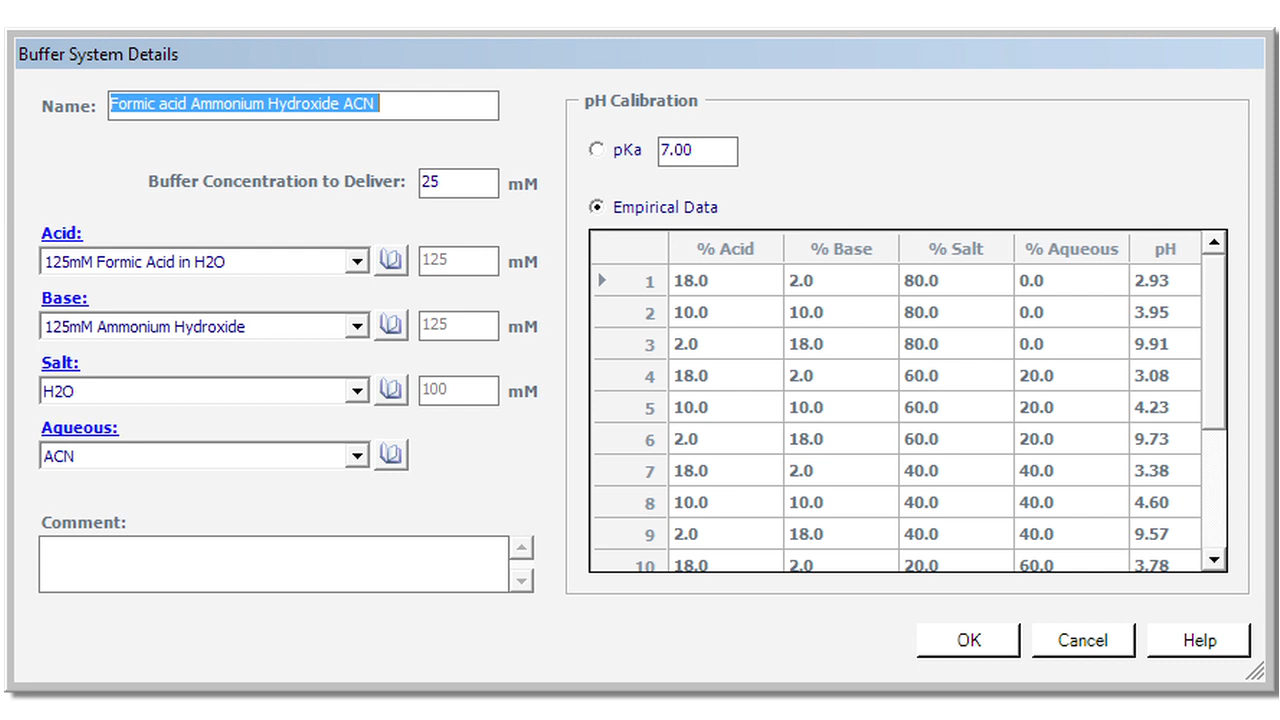 Buffer System Details
Name: Formic acid Ammonium Hydroxide ACN
Buffer Concentration to Deliver: 25 mM
Acid:
125mM Formic Acid in H2O 125 mM
Base:
125mM Ammonium Hydroxide 125 mM
Salt:
H2O 100 mM
Aqueous:
ACN
Comment:
pH Calibration
pKa 7.00
Empirical Data
% Acid % Base % Salt % Aqueous pH
1 18.0 2.0 80.0 0.0 2.93
2 10.0 10.0 80.0 0.0 3.95
3 2.0 18.0 80.0 0.0 9.91
4 18.0 2.0 60.0 20.0 3.08
5 10.0 10.0 60.0 20.0 4.23
6 2.0 18.0 60.0 20.0 9.73
7 18.0 2.0 40.0 40.0 3.38
8 10.0 10.0 40.0 40.0 4.60
9 2.0 18.0 40.0 40.0 9.57
10 18.0 2.0 20.0 60.0 3.78
OK Cancel Help